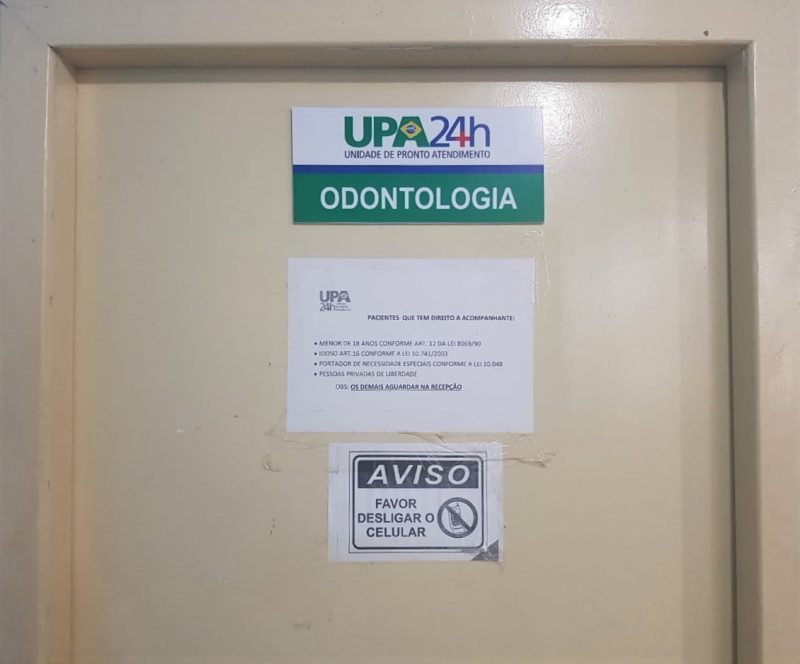 UPA24h
UNIDADE DE PRONTO ATENDIMENTO
ODONTOLOGIA
UPA
24h
PACIENTES QUE TEM DIREITO A ACOMPANHANTE:
• MENOR DE 18 ANOS CONFORME ART. 12 DA LEI 8069/90
• IDOSO ART.16 CONFORME A LEI 10.741/2003
• PORTADOR DE NECESSIDADE ESPECIAIS CONFORME A LEI 10.048
• PESSOAS PRIVADAS DE LIBERDADE
OBS: OS DEMAIS AGUARDAR NA RECEPÇÃO
AVISO
FAVOR
DESLIGAR O
CELULAR